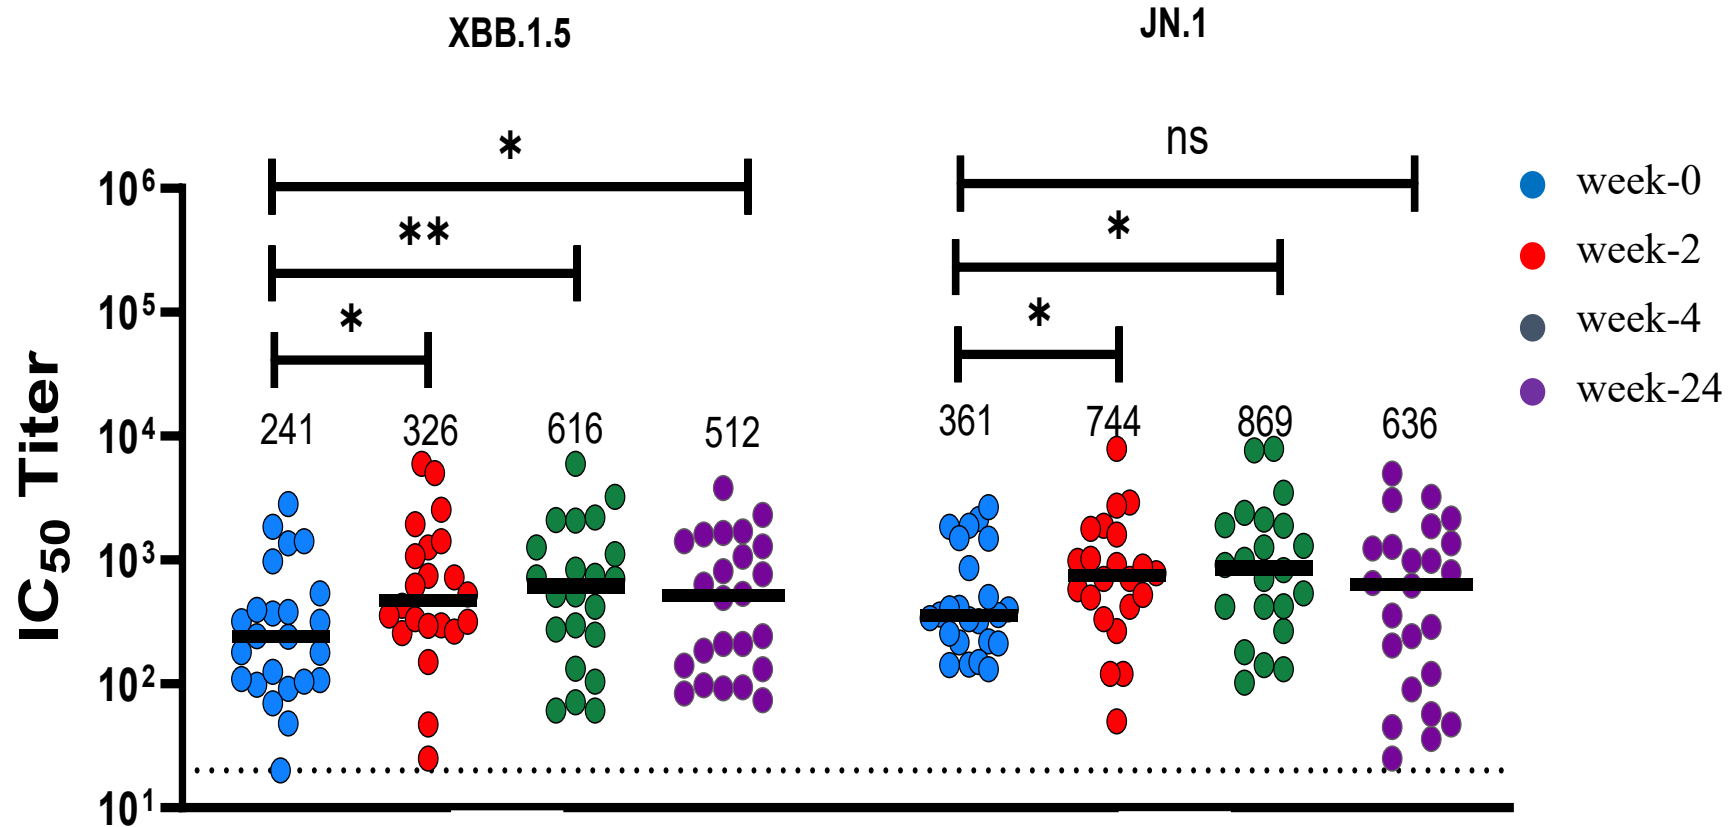 XBB.1.5
JN.1
*
ns
**
*
*
*
10⁶
10⁵
10⁴
10³
10²
10¹
IC₅₀ Titer
241
326
616
512
361
744
869
636
week-0
week-2
week-4
week-24